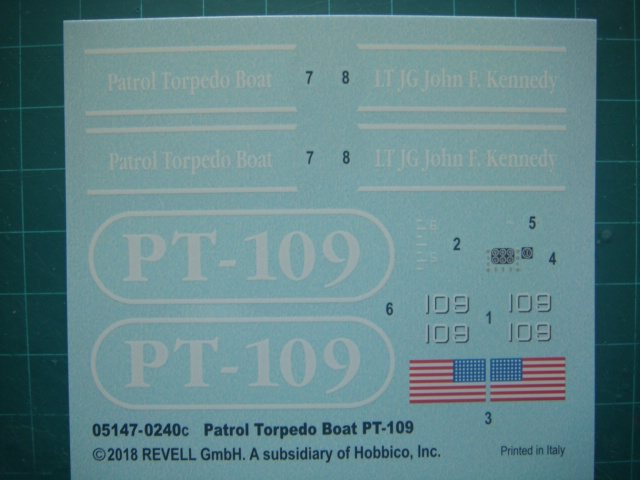 Patrol Torpedo Boat 7 8 LT JG John F. Kennedy
Patrol Torpedo Boat 7 8 LT JG John F. Kennedy
PT-109
2
5
4
6
109 1 109
109 109
PT-109
3
05147-0240c Patrol Torpedo Boat PT-109
©2018 REVELL GmbH. A subsidiary of Hobbico, Inc.
Printed in Italy